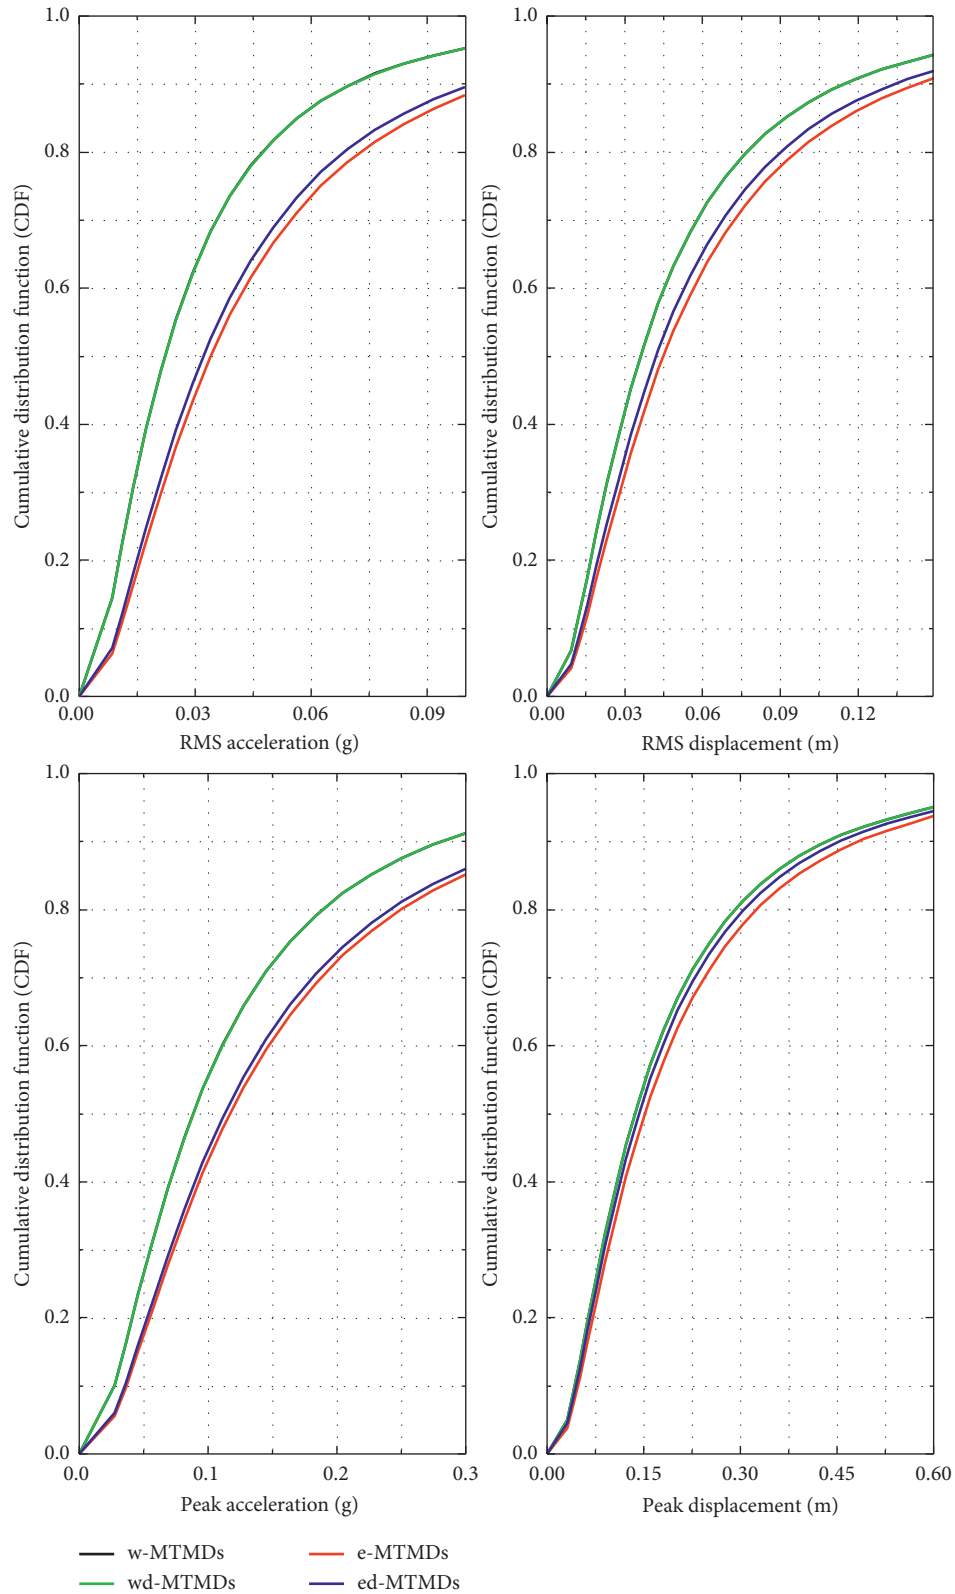 1.0
0.8
0.6
0.4
0.2
0.0
Cumulative distribution function (CDF)
0.00 0.03 0.06 0.09
RMS acceleration (g)
1.0
0.8
0.6
0.4
0.2
0.0
Cumulative distribution function (CDF)
0.00 0.03 0.06 0.09 0.12
RMS displacement (m)
1.0
0.8
0.6
0.4
0.2
0.0
Cumulative distribution function (CDF)
0.0 0.1 0.2 0.3
Peak acceleration (g)
1.0
0.8
0.6
0.4
0.2
0.0
Cumulative distribution function (CDF)
0.00 0.15 0.30 0.45 0.60
Peak displacement (m)
w-MTMDs
wd-MTMDs
e-MTMDs
ed-MTMDs